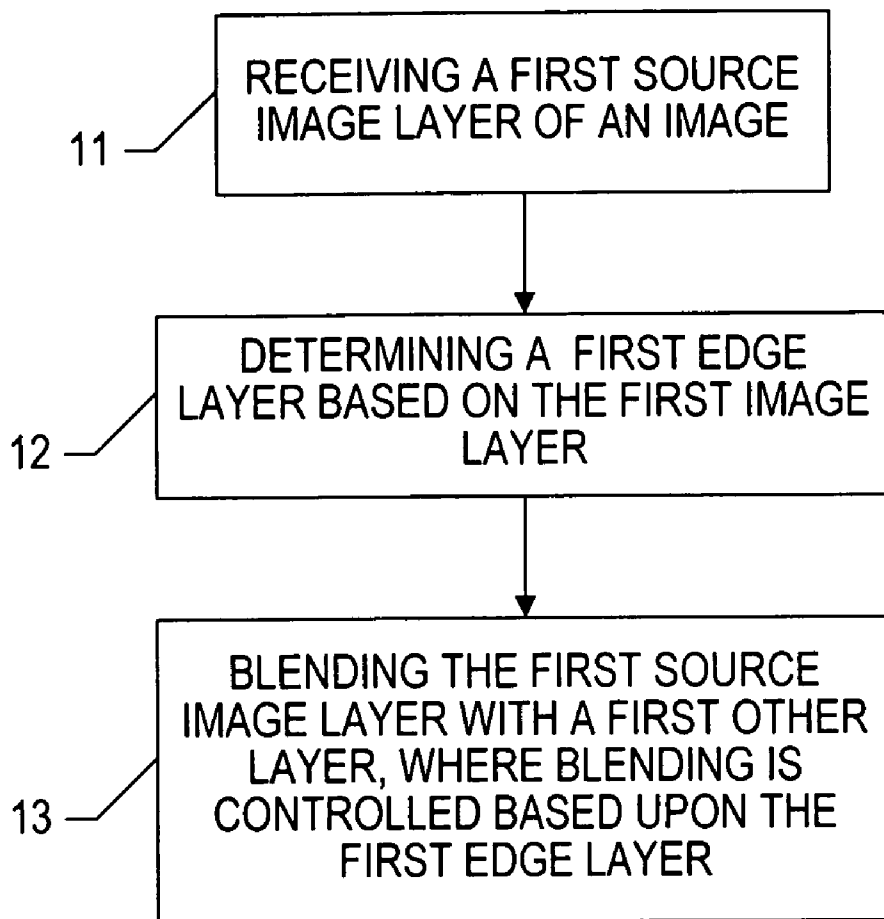 RECEIVING A FIRST SOURCE
IMAGE LAYER OF AN IMAGE
11
DETERMINING A FIRST EDGE
LAYER BASED ON THE FIRST IMAGE
LAYER
12
BLENDING THE FIRST SOURCE
IMAGE LAYER WITH A FIRST OTHER
LAYER, WHERE BLENDING IS
CONTROLLED BASED UPON THE
FIRST EDGE LAYER
13